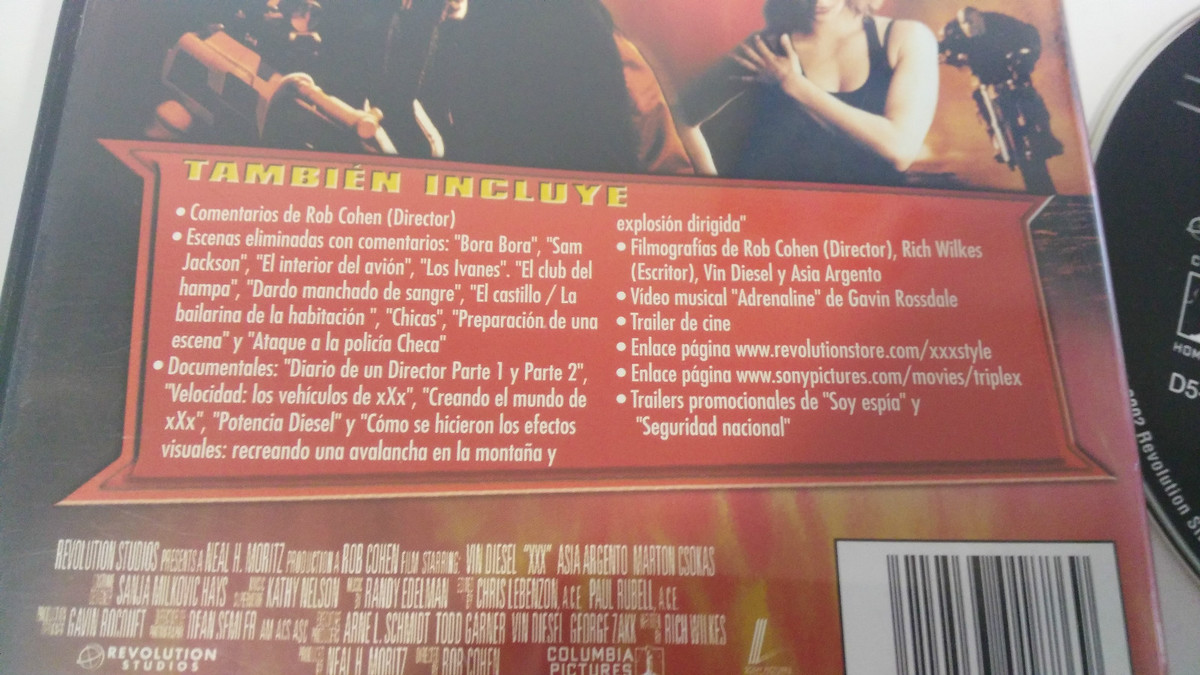 TAMBIÉN INCLUYE
• Comentarios de Rob Cohen (Director)
• Escenas eliminadas con comentarios: "Bora Bora", "Sam
Jackson", "El interior del avión", "Los Ivanes". "El club del
hampa", "Dardo manchado de sangre", "El castillo / La
bailarina de la habitación ", "Chicas", "Preparación de una
escena" y "Ataque a la policía Checa"
• Documentales: "Diario de un Director Parte 1 y Parte 2",
"Velocidad: los vehículos de xXx", "Creando el mundo de
xXx", "Potencia Diesel" y "Cómo se hicieron los efectos
visuales: recreando una avalancha en la montaña y
explosión dirigida"
• Filmografías de Rob Cohen (Director), Rich Wilkes
(Escritor), Vin Diesel y Asia Argento
• Vídeo musical "Adrenaline" de Gavin Rossdale
• Trailer de cine
• Enlace página www.revolutionstore.com/xxxstyle
• Enlace página www.sonypictures.com/movies/triplex
• Trailers promocionales de "Soy espía" y
"Seguridad nacional"
REVOLUTION STUDIOS PRESENTS A NEAL H. MORITZ PRODUCTION A ROB COHEN FILM STARRING: VIN DIESEL "XXX" ASIA ARGENTO MARTON CSOKAS
SANJA MILKOVIC HAYS KATHY NELSON RANDY EDELMAN CHRIS LEBENZON, A.C.E. PAUL RUBELL, A.C.E.
GAVIN BOCQUET DEAN SEMLER ARNE L. SCHMIDT TODD GARNER VIN DIESEL GEORGE ZAKK RICH WILKES
NEAL H. MORITZ ROB COHEN
REVOLUTION
STUDIOS
COLUMBIA
PICTURES
SONY PICTURES
HOM
D5
2002 Revolution S